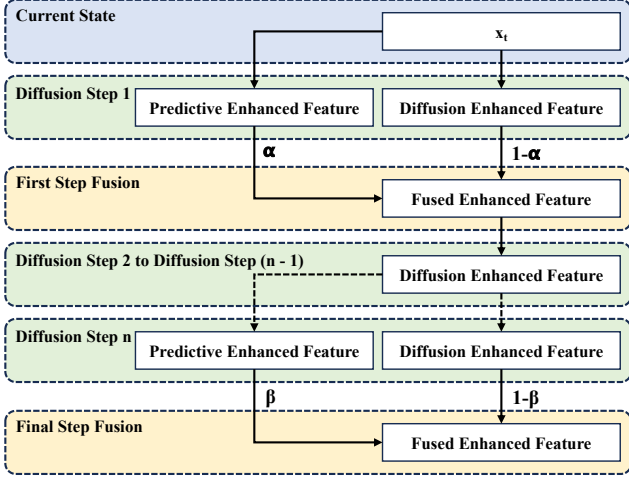 Current State
xₜ
Diffusion Step 1
Predictive Enhanced Feature
Diffusion Enhanced Feature
α
1-α
First Step Fusion
Fused Enhanced Feature
Diffusion Step 2 to Diffusion Step (n - 1)
Diffusion Enhanced Feature
Diffusion Step n
Predictive Enhanced Feature
Diffusion Enhanced Feature
β
1-β
Final Step Fusion
Fused Enhanced Feature